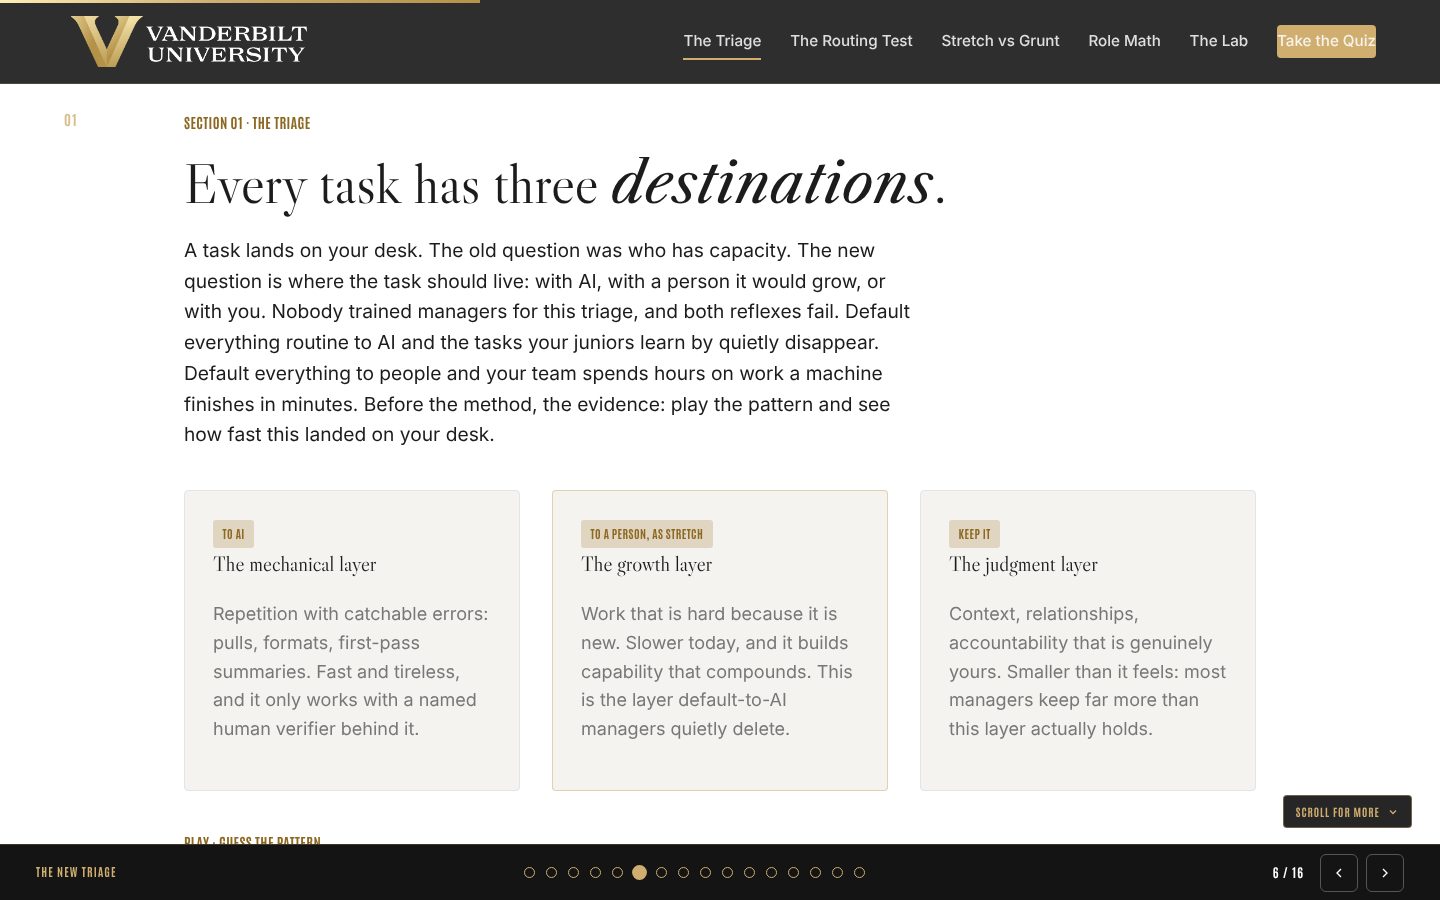 VANDERBILT
UNIVERSITY
The Triage
The Routing Test
Stretch vs Grunt
Role Math
The Lab
Take the Quiz
01
SECTION 01 · THE TRIAGE
Every task has three destinations.
A task lands on your desk. The old question was who has capacity. The new
question is where the task should live: with AI, with a person it would grow, or
with you. Nobody trained managers for this triage, and both reflexes fail. Default
everything routine to AI and the tasks your juniors learn by quietly disappear.
Default everything to people and your team spends hours on work a machine
finishes in minutes. Before the method, the evidence: play the pattern and see
how fast this landed on your desk.
TO AI
The mechanical layer
Repetition with catchable errors:
pulls, formats, first-pass
summaries. Fast and tireless,
and it only works with a named
human verifier behind it.
TO A PERSON, AS STRETCH
The growth layer
Work that is hard because it is
new. Slower today, and it builds
capability that compounds. This
is the layer default-to-AI
managers quietly delete.
KEEP IT
The judgment layer
Context, relationships,
accountability that is genuinely
yours. Smaller than it feels: most
managers keep far more than
this layer actually holds.
SCROLL FOR MORE
PLAY · GUESS THE PATTERN
THE NEW TRIAGE
6 / 16